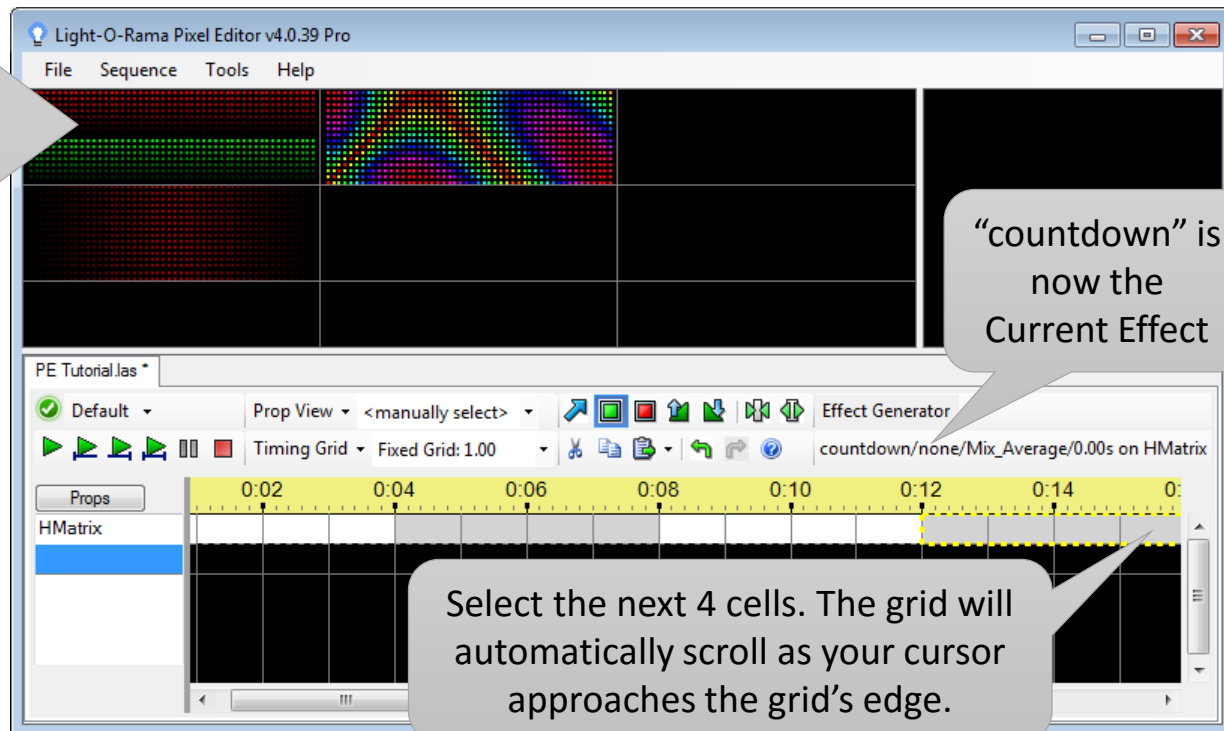 Light-O-Rama Pixel Editor v4.0.39 Pro
File Sequence Tools Help
“countdown” is
now the
Current Effect
PE Tutorial.las *
Default Prop View <manually select> Effect Generator
Timing Grid Fixed Grid: 1.00 countdown/none/Mix_Average/0.00s on HMatrix
Props 0:02 0:04 0:06 0:08 0:10 0:12 0:14 0:
HMatrix
Select the next 4 cells. The grid will
automatically scroll as your cursor
approaches the grid’s edge.